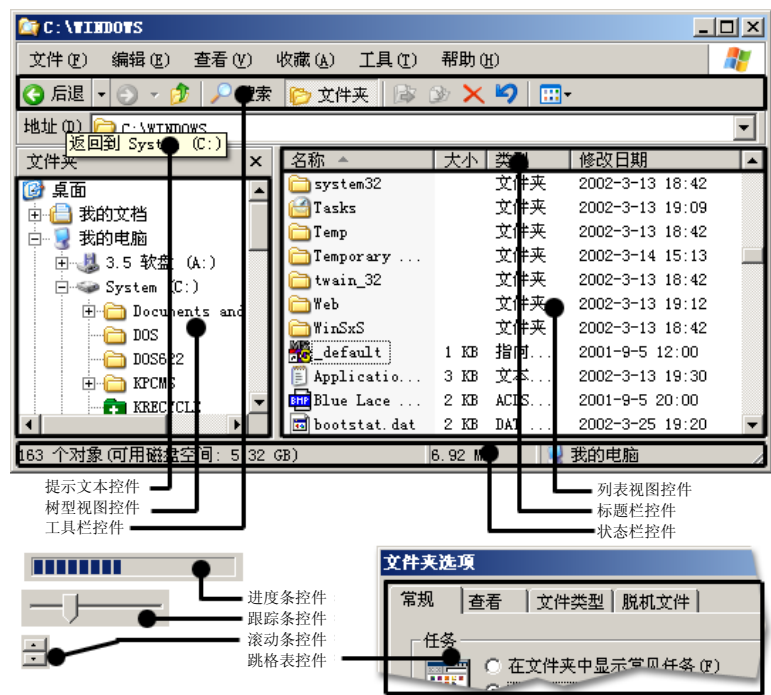 C:\WINDOWS
文件(F) 编辑(E) 查看(V) 收藏(A) 工具(T) 帮助(H)
后退 搜索 文件夹
地址(D) C:\WINDOWS
返回到 System (C:)
文件夹 × 名称 大小 类型 修改日期
桌面
我的文档
我的电脑
3.5 软盘 (A:)
System (C:)
Documents and
DOS
DOS622
KPCMS
KRECYCLE
system32 文件夹 2002-3-13 18:42
Tasks 文件夹 2002-3-13 19:09
Temp 文件夹 2002-3-13 18:42
Temporary ... 文件夹 2002-3-14 15:13
twain_32 文件夹 2002-3-13 18:42
Web 文件夹 2002-3-13 19:12
WinSxS 文件夹 2002-3-13 18:42
_default 1 KB 指向... 2001-9-5 12:00
Applicatio... 3 KB 文本... 2002-3-13 19:30
BMP Blue Lace ... 2 KB ACDS... 2001-9-5 20:00
bootstat.dat 2 KB DAT ... 2002-3-25 19:20
163 个对象(可用磁盘空间: 5.32 GB) 6.92 M 我的电脑
提示文本控件
树型视图控件
工具栏控件
列表视图控件
标题栏控件
状态栏控件
进度条控件
跟踪条控件
滚动条控件
跳格表控件
文件夹选项
常规 查看 文件类型 脱机文件
任务
在文件夹中显示常见任务(F)